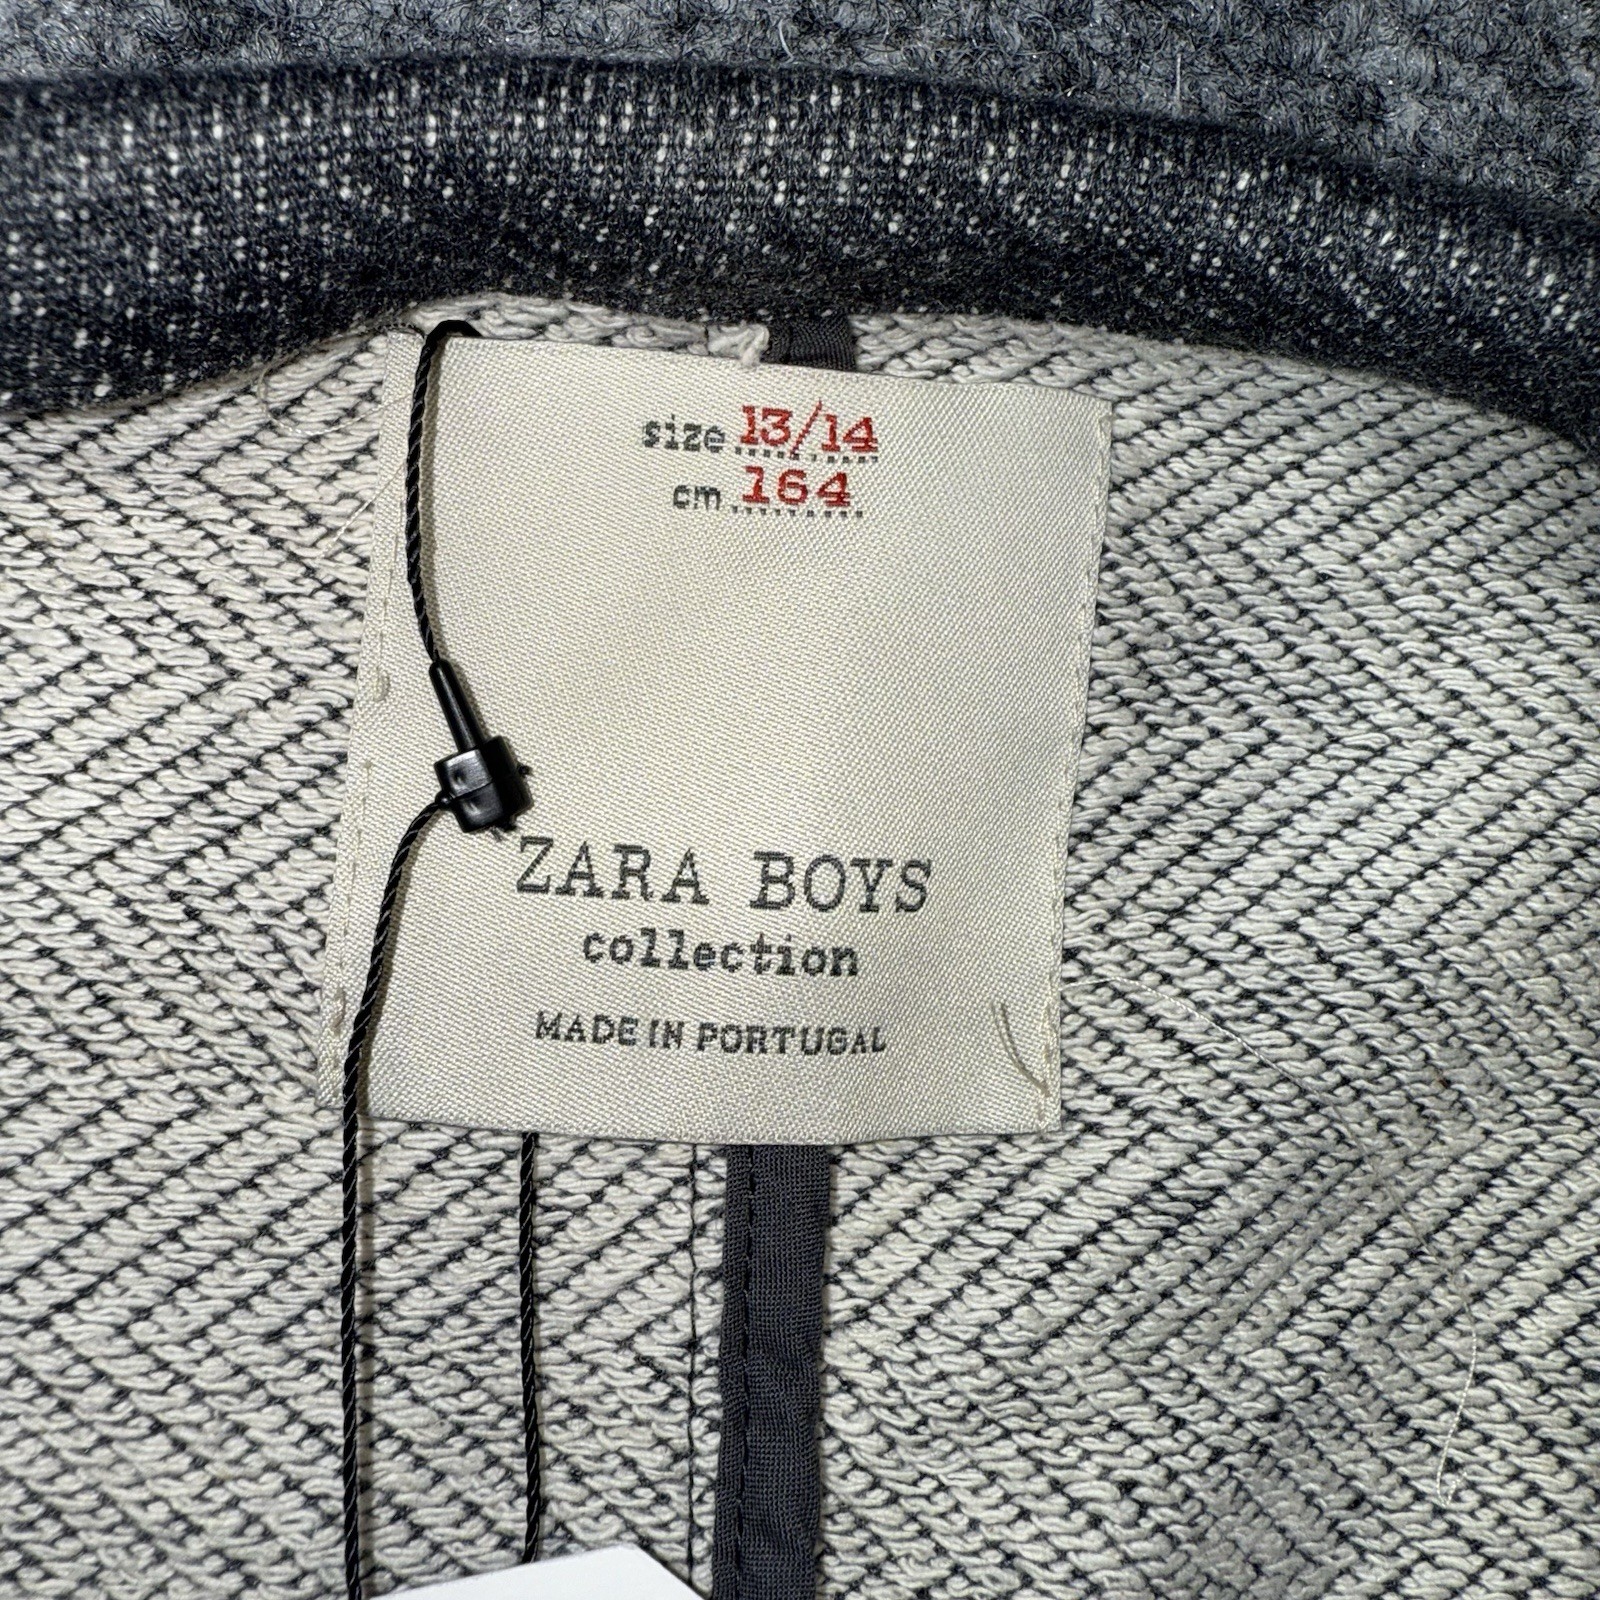 size 13/14
cm 164
ZARA BOYS
collection
MADE IN PORTUGAL